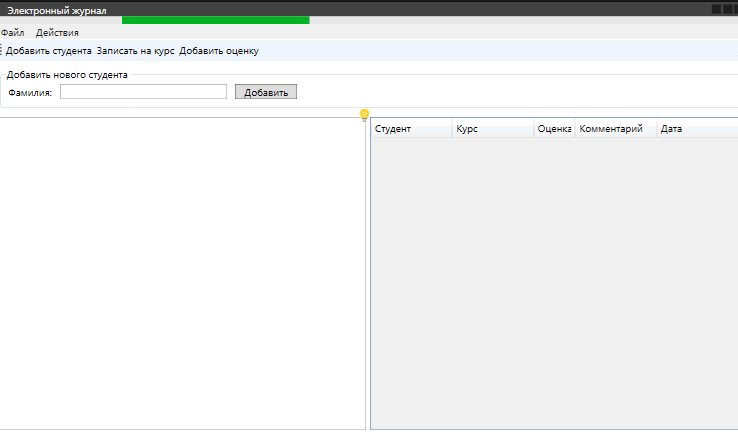 Электронный журнал
Файл Действия
Добавить студента Записать на курс Добавить оценку
Добавить нового студента
Фамилия: Добавить
Студент Курс Оценка Комментарий Дата